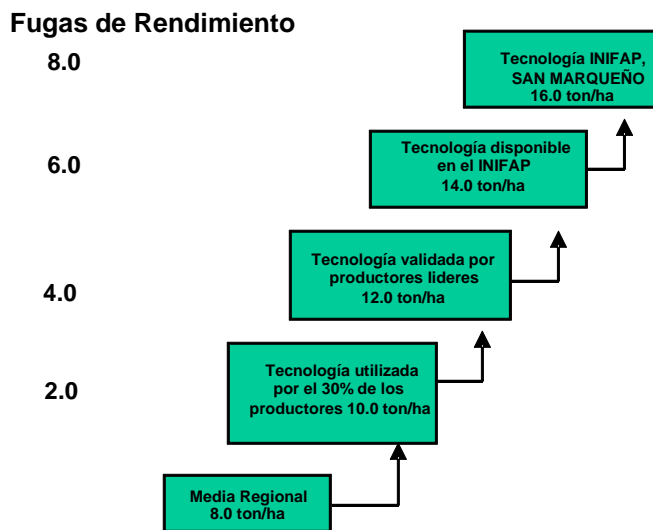 Fugas de Rendimiento
8.0
Tecnología INIFAP,
SAN MARQUEÑO
16.0 ton/ha
6.0
Tecnología disponible
en el INIFAP
14.0 ton/ha
Tecnología validada por
productores lideres
12.0 ton/ha
4.0
Tecnología utilizada
por el 30% de los
productores 10.0 ton/ha
2.0
Media Regional
8.0 ton/ha